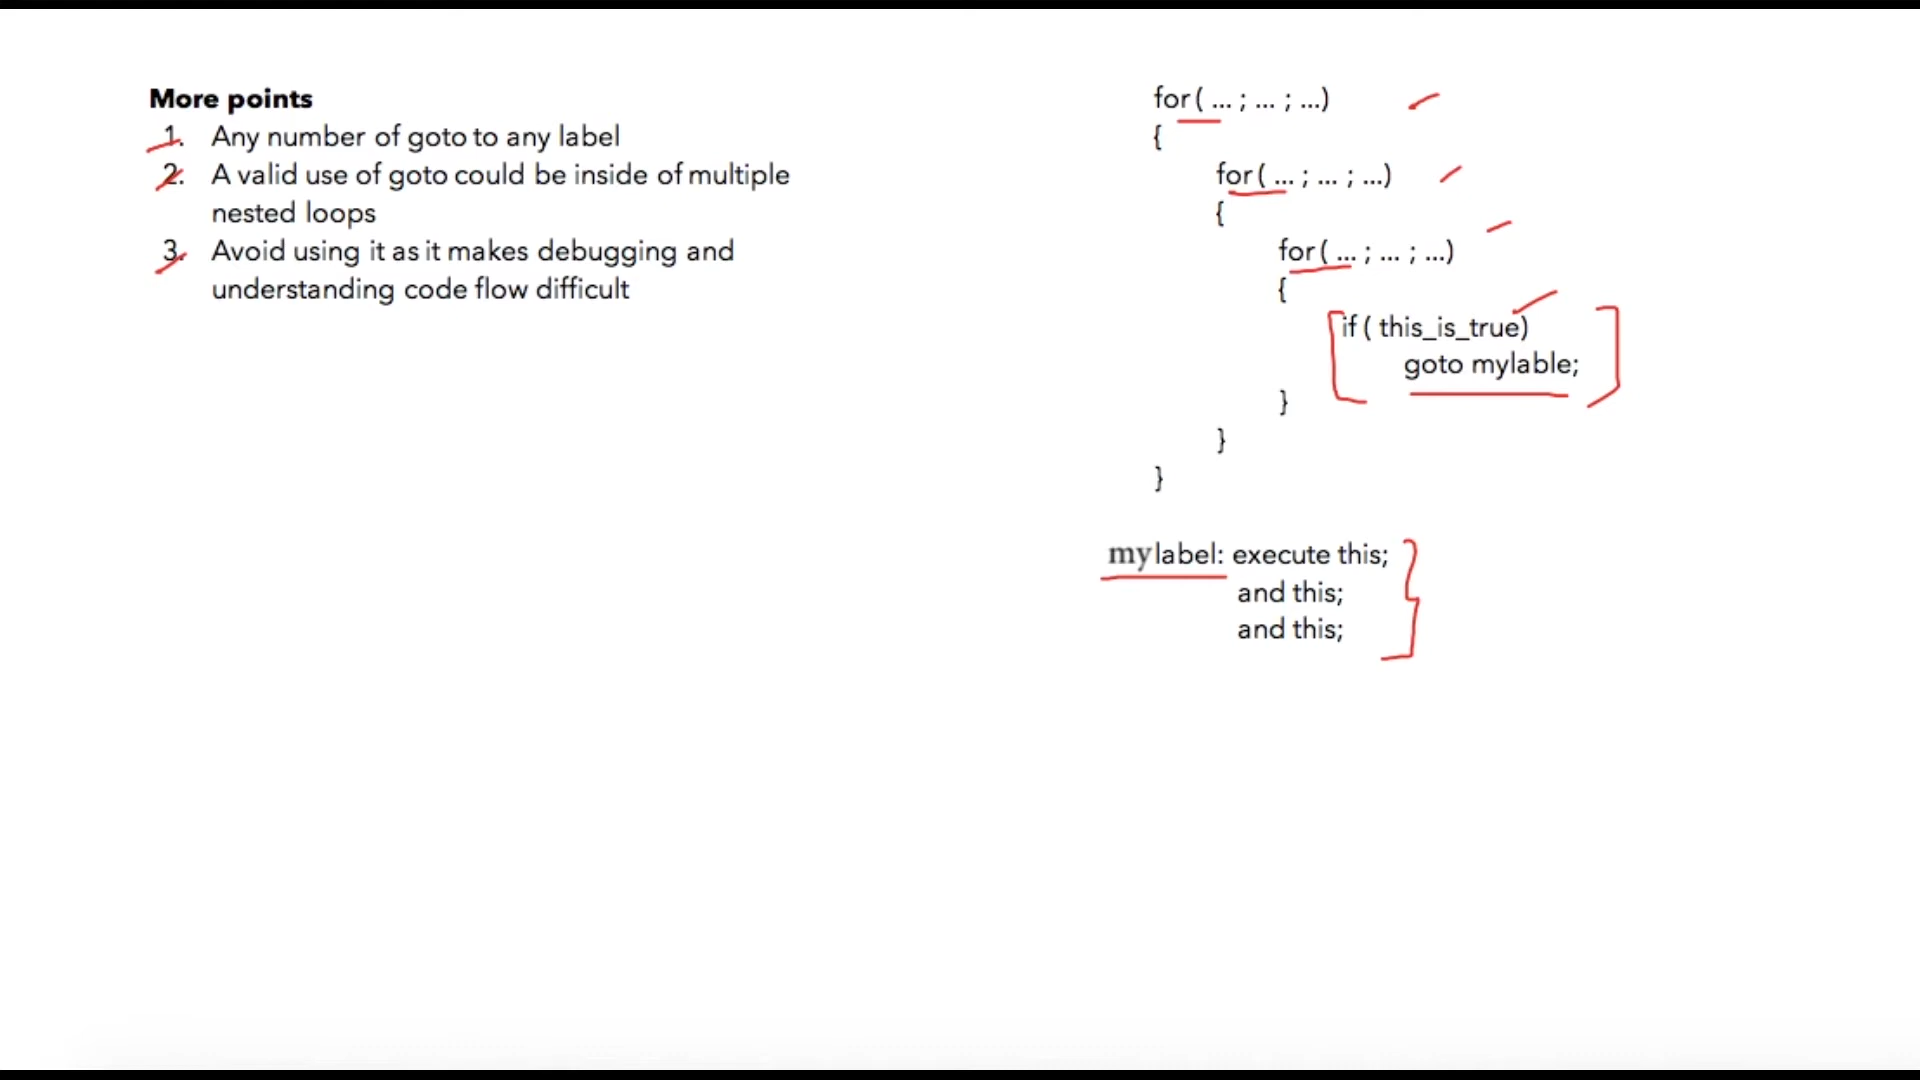 More points
1. Any number of goto to any label
2. A valid use of goto could be inside of multiple
nested loops
3. Avoid using it as it makes debugging and
understanding code flow difficult
for ( ... ; ... ; ...)
{
for ( ... ; ... ; ...)
{
for ( ... ; ... ; ...)
{
if ( this_is_true)
goto mylable;
}
}
}
mylabel: execute this;
and this;
and this;